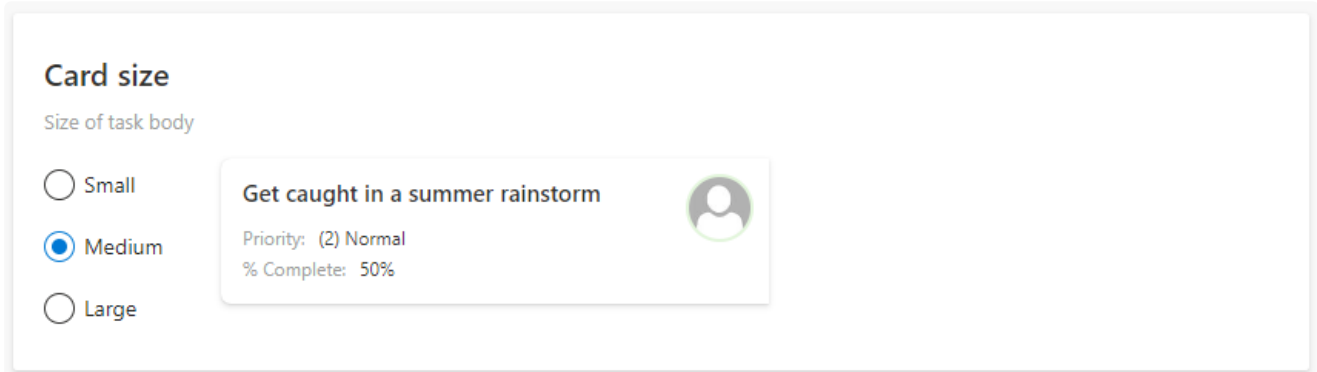 Card size
Size of task body
Small
Medium
Large
Get caught in a summer rainstorm
Priority: (2) Normal
% Complete: 50%